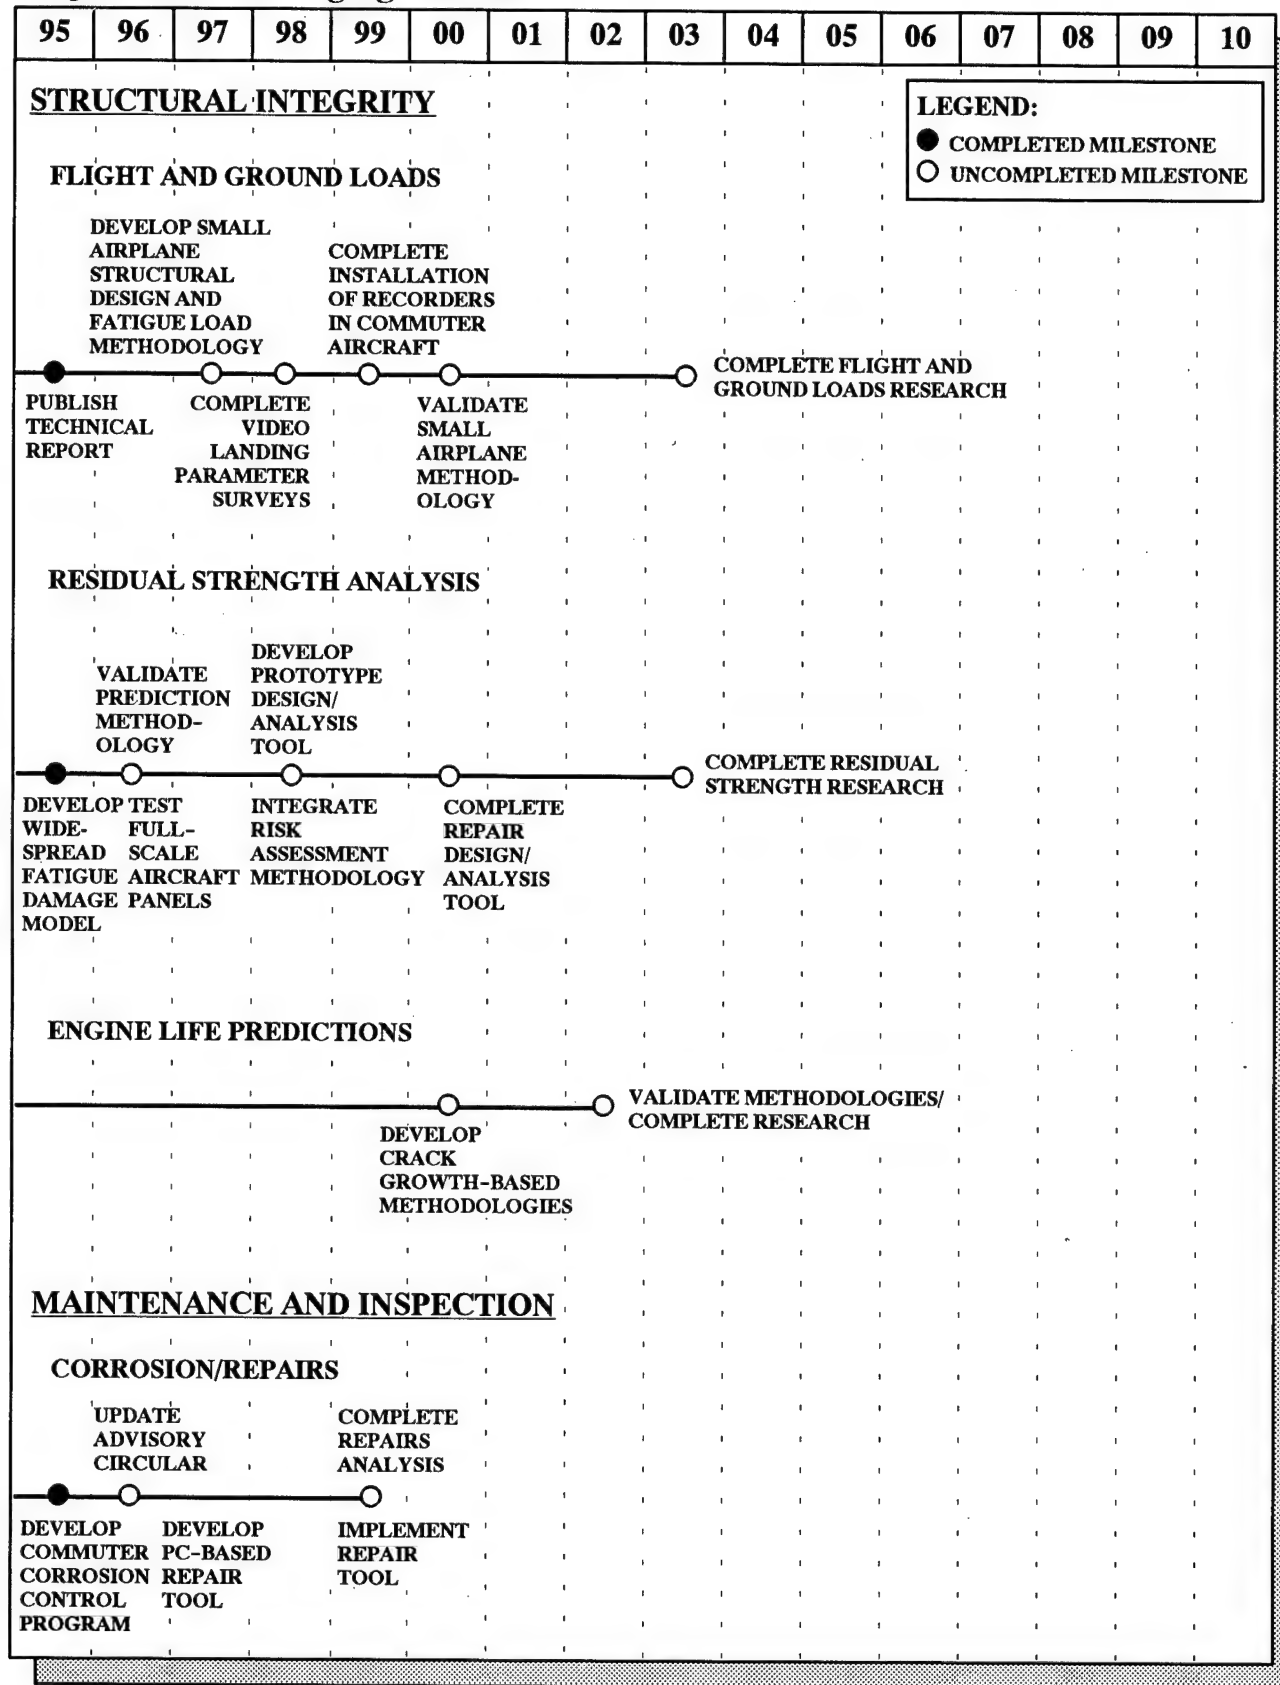 95 96 97 98 99 00 01 02 03 04 05 06 07 08 09 10
STRUCTURAL INTEGRITY
LEGEND:
COMPLETED MILESTONE
UNCOMPLETED MILESTONE
FLIGHT AND GROUND LOADS
DEVELOP SMALL
AIRPLANE
STRUCTURAL
DESIGN AND
FATIGUE LOAD
METHODOLOGY
COMPLETE
INSTALLATION
OF RECORDERS
IN COMMUTER
AIRCRAFT
COMPLETE FLIGHT AND
GROUND LOADS RESEARCH
PUBLISH
TECHNICAL
REPORT
COMPLETE
VIDEO
LANDING
PARAMETER
SURVEYS
VALIDATE
SMALL
AIRPLANE
METHOD-
OLOGY
RESIDUAL STRENGTH ANALYSIS
VALIDATE
PREDICTION
METHOD-
OLOGY
DEVELOP
PROTOTYPE
DESIGN/
ANALYSIS
TOOL
COMPLETE RESIDUAL
STRENGTH RESEARCH
DEVELOP
WIDE-
SPREAD
FATIGUE
DAMAGE
MODEL
TEST
FULL-
SCALE
AIRCRAFT
PANELS
INTEGRATE
RISK
ASSESSMENT
METHODOLOGY
COMPLETE
REPAIR
DESIGN/
ANALYSIS
TOOL
ENGINE LIFE PREDICTIONS
VALIDATE METHODOLOGIES/
COMPLETE RESEARCH
DEVELOP
CRACK
GROWTH-BASED
METHODOLOGIES
MAINTENANCE AND INSPECTION
CORROSION/REPAIRS
UPDATE
ADVISORY
CIRCULAR
COMPLETE
REPAIRS
ANALYSIS
DEVELOP
COMMUTER
CORROSION
CONTROL
PROGRAM
DEVELOP
PC-BASED
REPAIR
TOOL
IMPLEMENT
REPAIR
TOOL